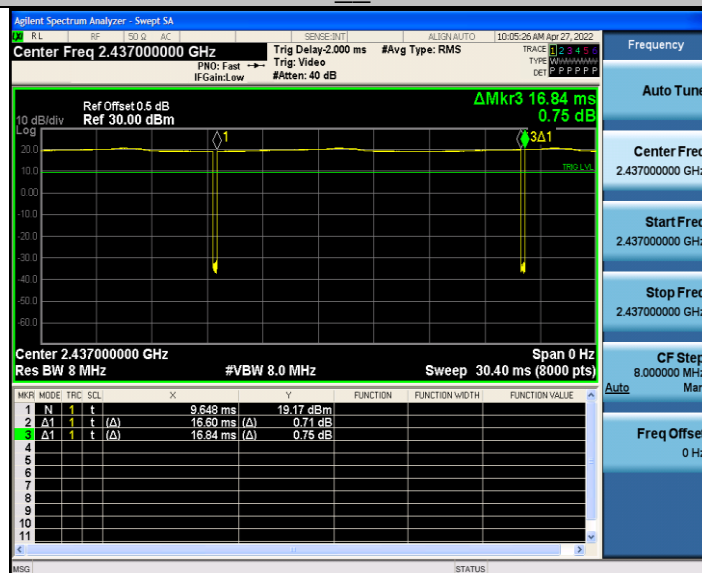 Agilent Spectrum Analyzer - Swept SA
RL RF 50 Ω AC SENSE:INT ALIGN AUTO 10:05:26 AM Apr 27, 2022
Center Freq 2.437000000 GHz
PNO: Fast
IFGain:Low
Trig Delay-2.000 ms
Trig: Video
#Atten: 40 dB
#Avg Type: RMS
TRACE 1 2 3 4 5 6
TYPE W
DET P P P P P P
Frequency
ΔMkr3 16.84 ms
0.75 dB
Ref Offset 0.5 dB
10 dB/div Ref 30.00 dBm
Log
1
3Δ1
20.0
10.0
TRIG LVL
0.00
-10.0
-20.0
-30.0
-40.0
-50.0
-60.0
Center 2.437000000 GHz Span 0 Hz
Res BW 8 MHz #VBW 8.0 MHz Sweep 30.40 ms (8000 pts)
MKR MODE TRC SCL X Y FUNCTION FUNCTION WIDTH FUNCTION VALUE
1 N 1 t 9.648 ms 19.17 dBm
2 Δ1 1 t (Δ) 16.60 ms (Δ) 0.71 dB
3 Δ1 1 t (Δ) 16.84 ms (Δ) 0.75 dB
4
5
6
7
8
9
10
11
MSG STATUS
Auto Tune
Center Freq
2.437000000 GHz
Start Freq
2.437000000 GHz
Stop Freq
2.437000000 GHz
CF Step
8.000000 MHz
Auto Man
Freq Offset
0 Hz